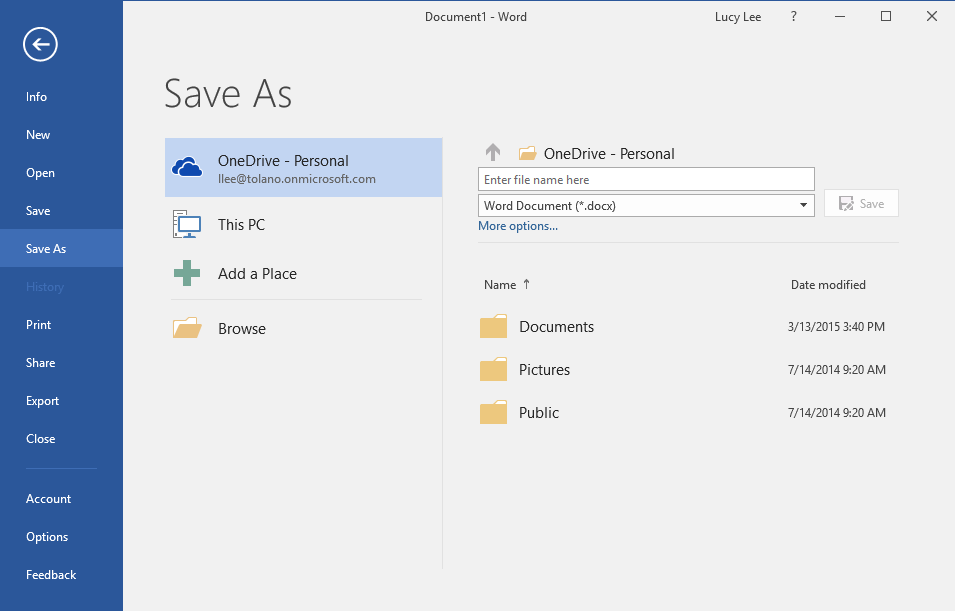 Document1 - Word
Lucy Lee
?
Info
New
Open
Save
Save As
History
Print
Share
Export
Close
Account
Options
Feedback
Save As
OneDrive - Personal
llee@tolano.onmicrosoft.com
This PC
Add a Place
Browse
OneDrive - Personal
Enter file name here
Word Document (*.docx)
Save
More options...
Name ↑ Date modified
Documents 3/13/2015 3:40 PM
Pictures 7/14/2014 9:20 AM
Public 7/14/2014 9:20 AM